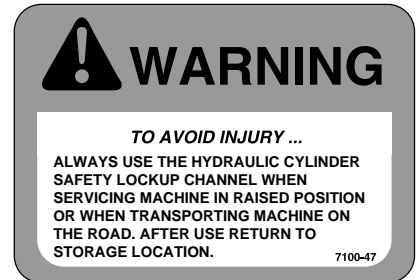 WARNING
TO AVOID INJURY ...
ALWAYS USE THE HYDRAULIC CYLINDER
SAFETY LOCKUP CHANNEL WHEN
SERVICING MACHINE IN RAISED POSITION
OR WHEN TRANSPORTING MACHINE ON
THE ROAD. AFTER USE RETURN TO
STORAGE LOCATION.
7100-47